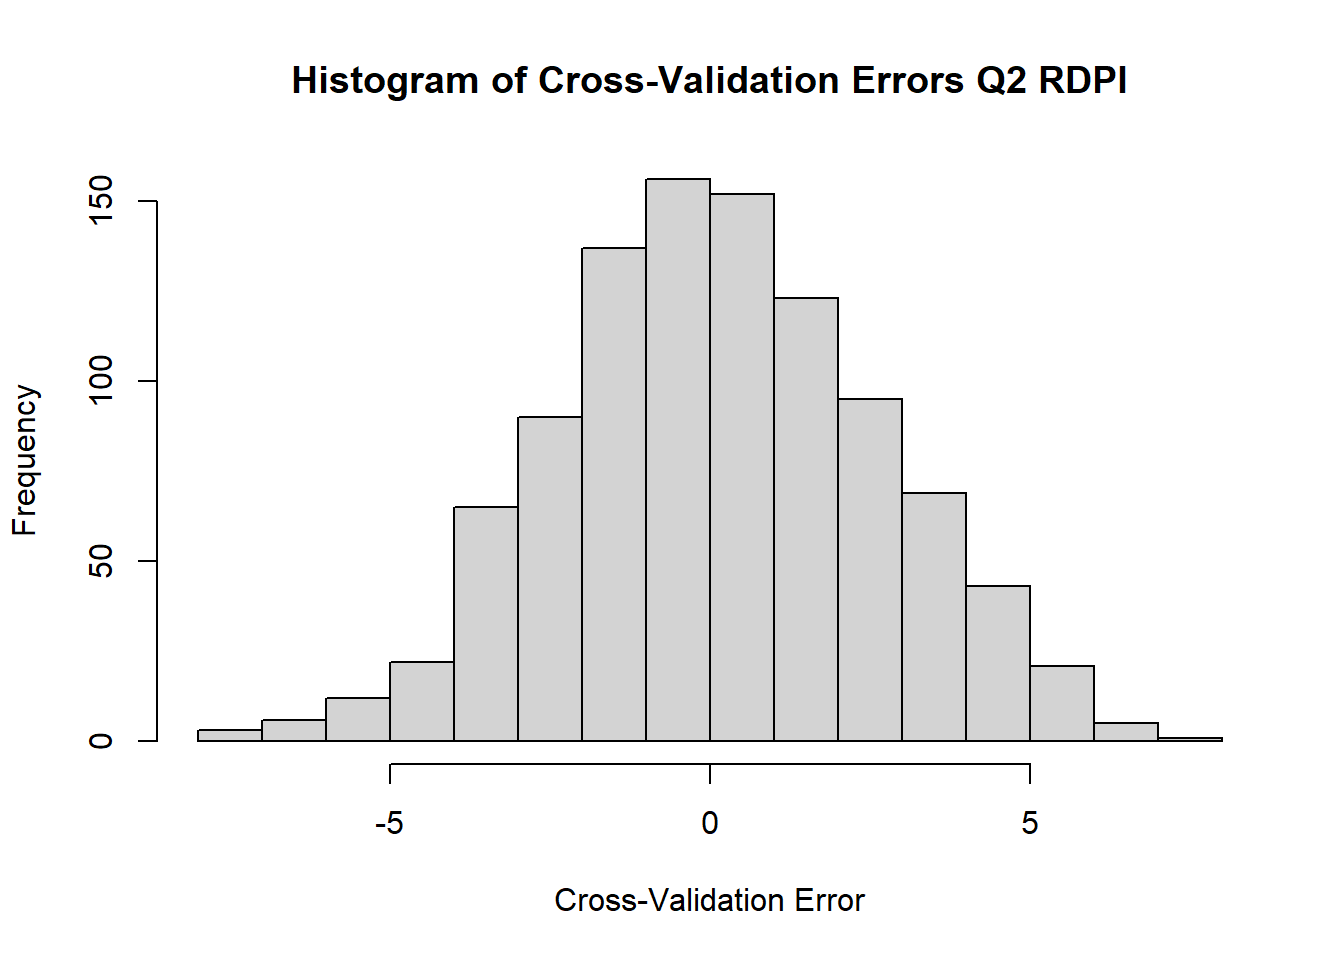 Histogram of Cross-Validation Errors Q2 RDPI
150
100
50
0
Frequency
-5 0 5
Cross-Validation Error